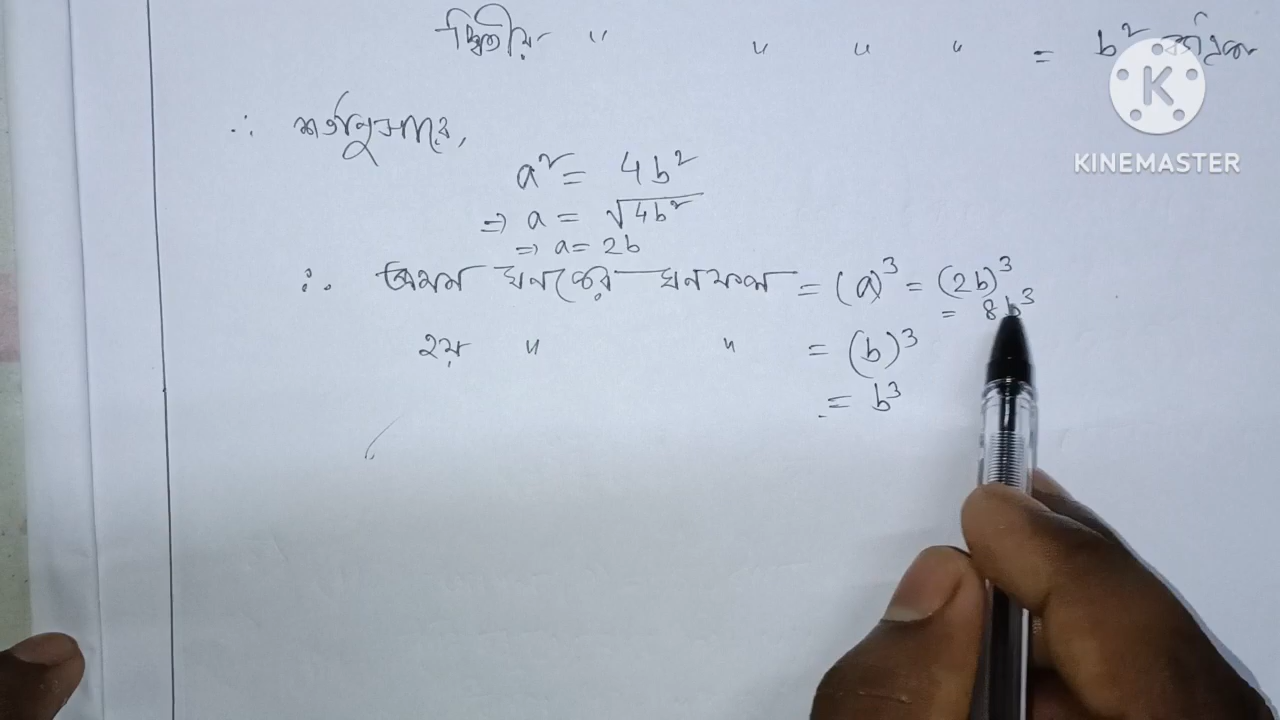 দ্বিতীয় " " " " = b² বর্গএকক
∴ শর্তানুসারে,
a² = 4b²
⇒ a = √4b²
⇒ a = 2b
∴ প্রথম ঘনকের ঘনফল = (a)³ = (2b)³
= 8b³
২য় " " = (b)³
= b³
KINEMASTER